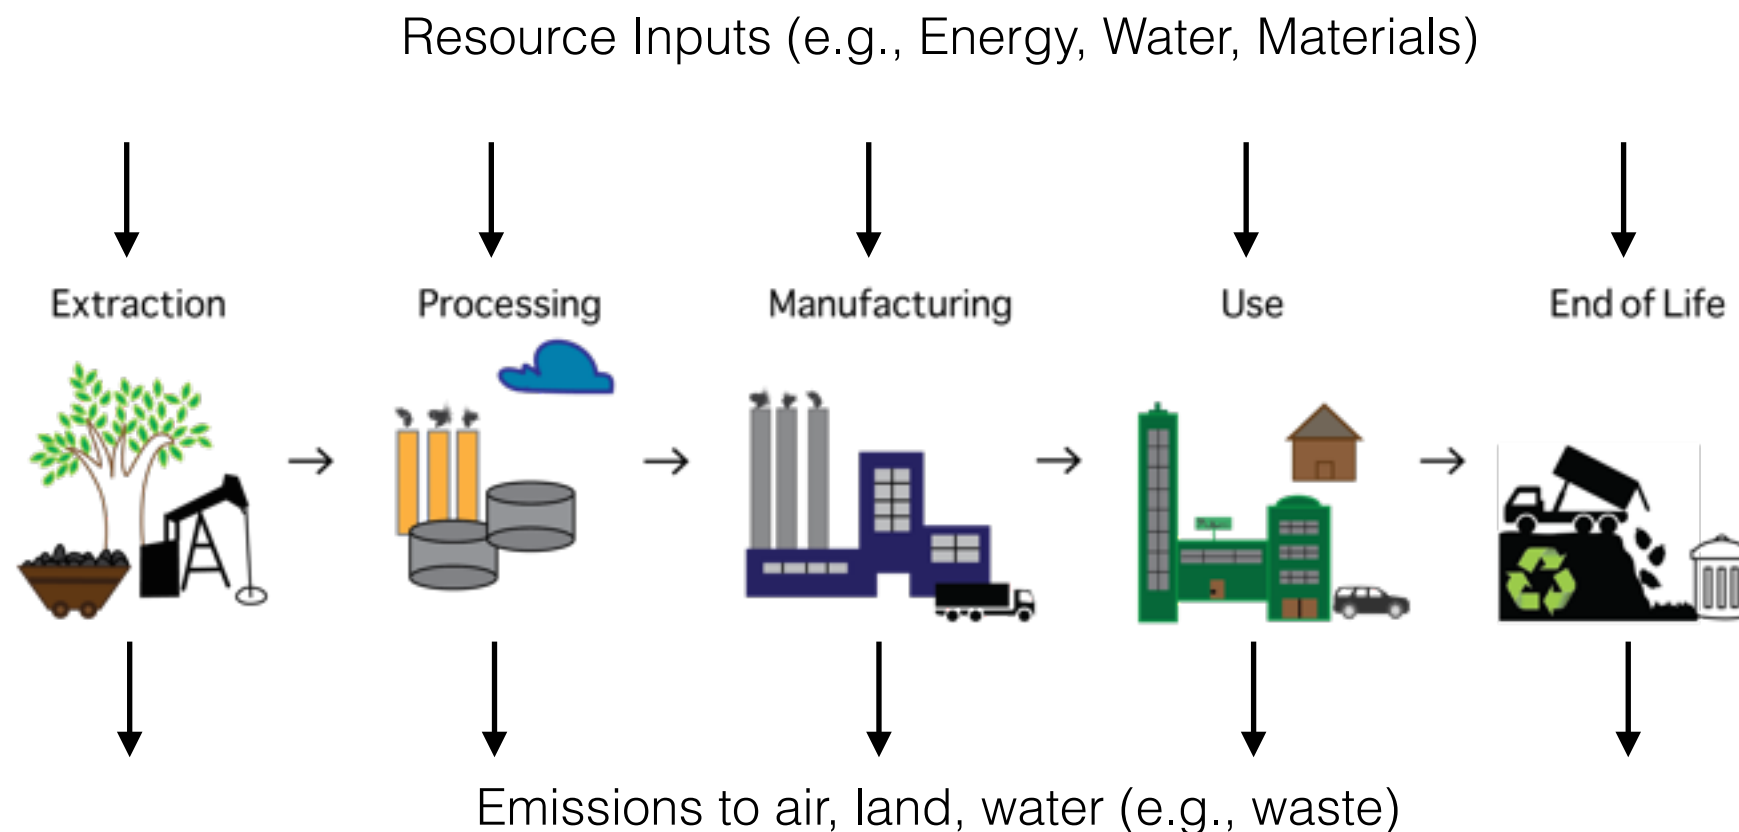 Resource Inputs (e.g., Energy, Water, Materials)
Extraction
Processing
Manufacturing
Use
End of Life
Emissions to air, land, water (e.g., waste)